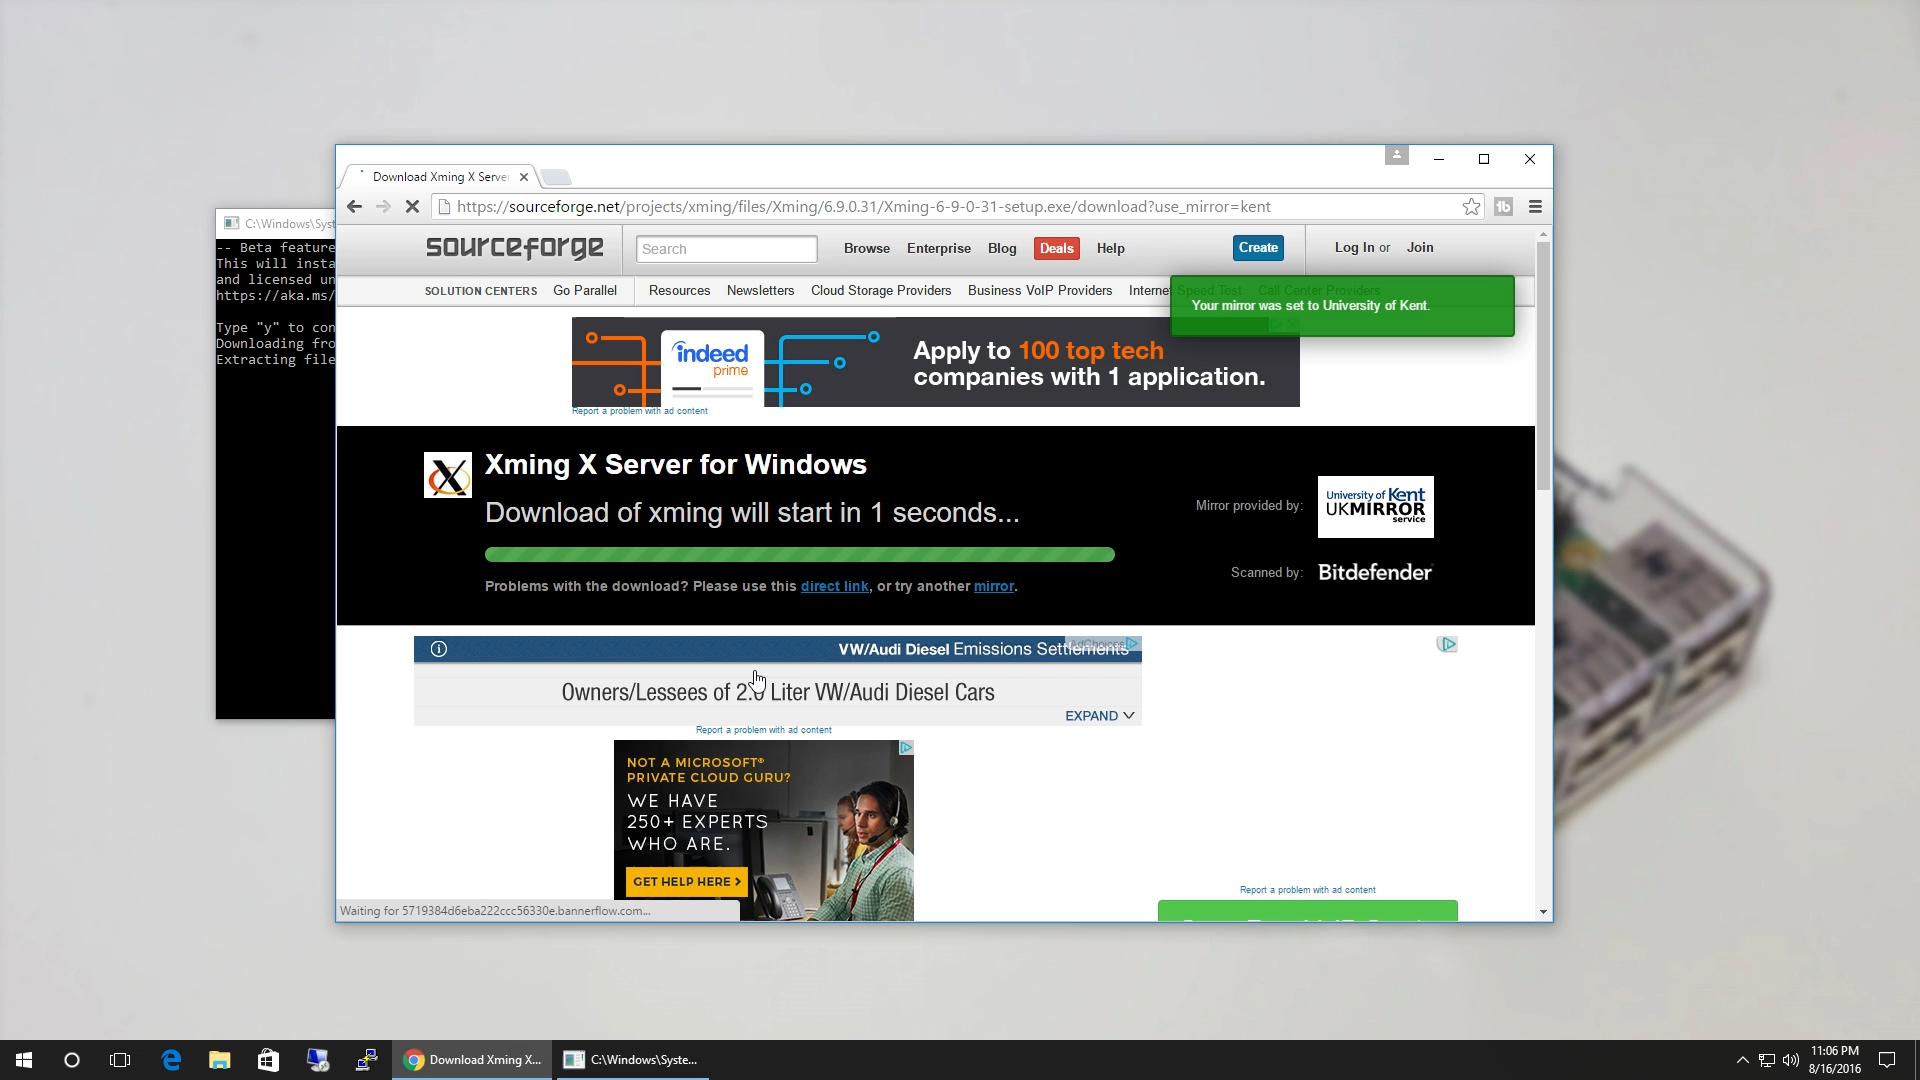 Download Xming X Server
https://sourceforge.net/projects/xming/files/Xming/6.9.0.31/Xming-6-9-0-31-setup.exe/download?use_mirror=kent
C:\Windows\Syst
-- Beta feature
This will insta
and licensed un
https://aka.ms/
Type "y" to con
Downloading fro
Extracting file
sourceforge
Search
Browse Enterprise Blog Deals Help
Create
Log In or Join
SOLUTION CENTERS Go Parallel Resources Newsletters Cloud Storage Providers Business VoIP Providers Internet Speed Test Call Center Providers
Your mirror was set to University of Kent.
indeed
prime
Apply to 100 top tech
companies with 1 application.
Report a problem with ad content
Xming X Server for Windows
Download of xming will start in 1 seconds...
Problems with the download? Please use this direct link, or try another mirror.
Mirror provided by:
University of Kent
UKMIRROR
service
Scanned by: Bitdefender
VW/Audi Diesel Emissions Settlements
AdChoices
Owners/Lessees of 2.0 Liter VW/Audi Diesel Cars
EXPAND
Report a problem with ad content
NOT A MICROSOFT®
PRIVATE CLOUD GURU?
WE HAVE
250+ EXPERTS
WHO ARE.
GET HELP HERE >
Report a problem with ad content
Waiting for 5719384d6eba222ccc56330e.bannerflow.com...
Download Xming X...
C:\Windows\Syste...
11:06 PM
8/16/2016